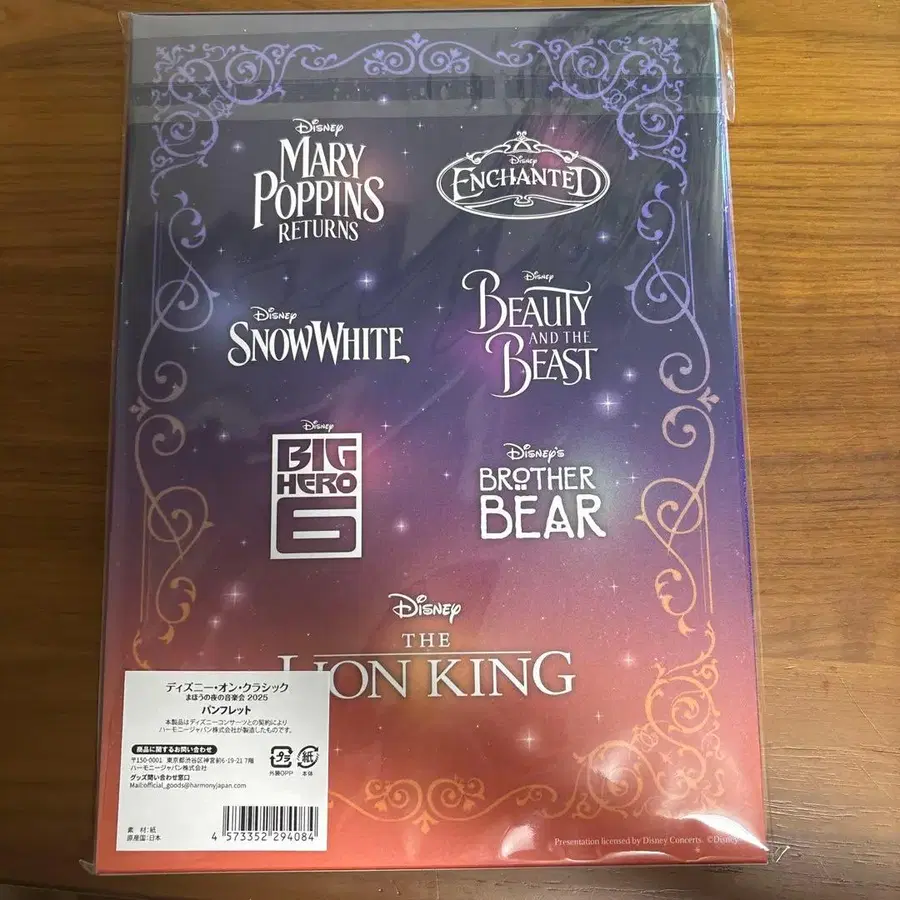 Disney
MARY
POPPINS
RETURNS
Disney
ENCHANTED
Disney
SNOW WHITE
Disney
BEAUTY
AND THE
BEAST
Disney
BIG
HERO
6
Disney's
BROTHER
BEAR
Disney
THE
LION KING
ディズニー・オン・クラシック
まほうの夜の音楽会 2025
パンフレット
本製品はディズニーコンサーツとの契約により
ハーモニージャパン株式会社が製造したものです。
商品に関するお問い合わせ
〒150-0001 東京都渋谷区神宮前6-19-21 7階
ハーモニージャパン株式会社
グッズ問い合わせ窓口
Mail:official_goods@harmonyjapan.com
プラ
外装OPP
紙
本体
素 材:紙
原産国:日本
4 573352 294084
Presentation licensed by Disney Concerts. ©Disney